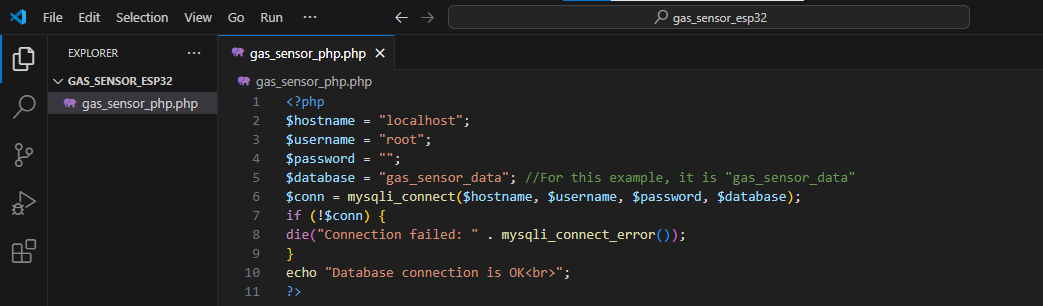 File Edit Selection View Go Run ··· gas_sensor_esp32
EXPLORER ··· gas_sensor_php.php
GAS_SENSOR_ESP32 gas_sensor_php.php
gas_sensor_php.php
1 <?php
2 $hostname = "localhost";
3 $username = "root";
4 $password = "";
5 $database = "gas_sensor_data"; //For this example, it is "gas_sensor_data"
6 $conn = mysqli_connect($hostname, $username, $password, $database);
7 if (!$conn) {
8 die("Connection failed: " . mysqli_connect_error());
9 }
10 echo "Database connection is OK<br>";
11 ?>